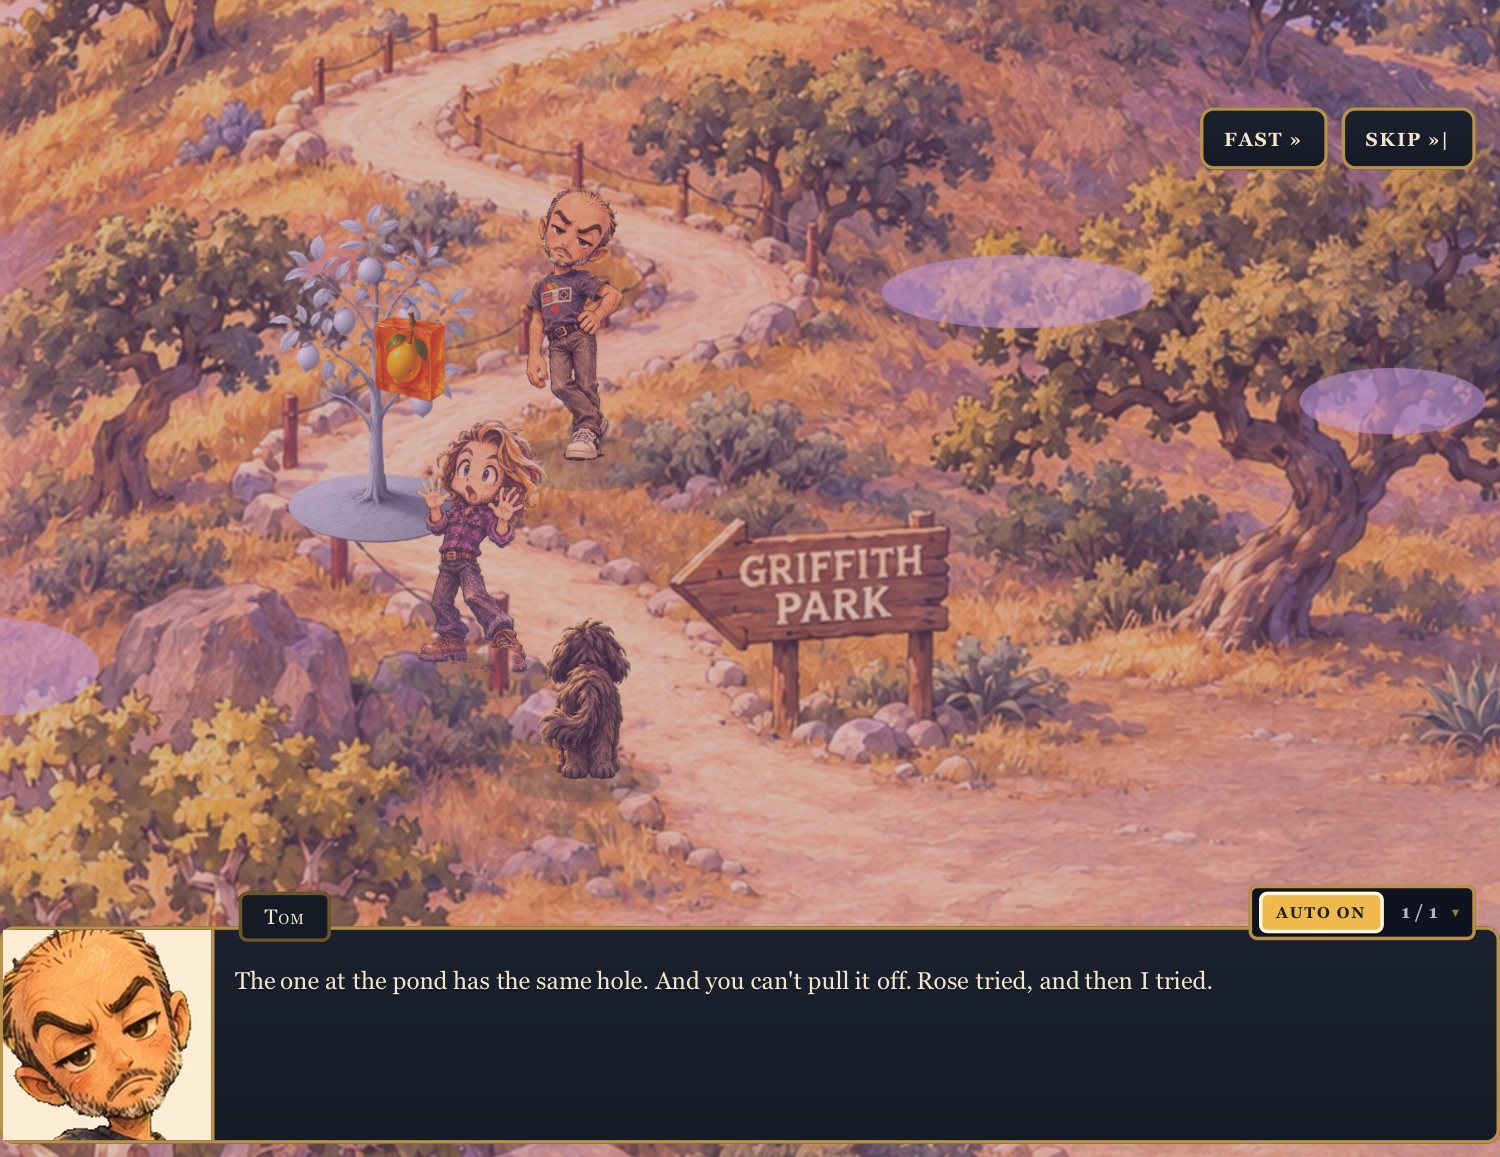 FAST »
SKIP »|
GRIFFITH
PARK
Tom
AUTO ON
1 / 1 ▾
The one at the pond has the same hole. And you can't pull it off. Rose tried, and then I tried.